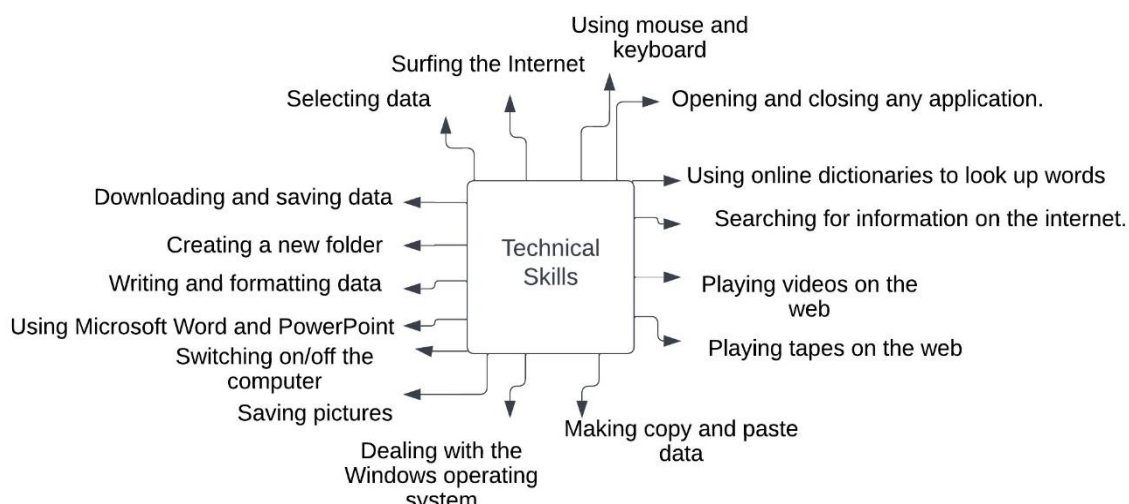 Using mouse and
keyboard
Surfing the Internet
Selecting data
Opening and closing any application.
Using online dictionaries to look up words
Downloading and saving data
Searching for information on the internet.
Creating a new folder
Technical
Skills
Writing and formatting data
Playing videos on the
web
Using Microsoft Word and PowerPoint
Playing tapes on the web
Switching on/off the
computer
Saving pictures
Making copy and paste
data
Dealing with the
Windows operating
system